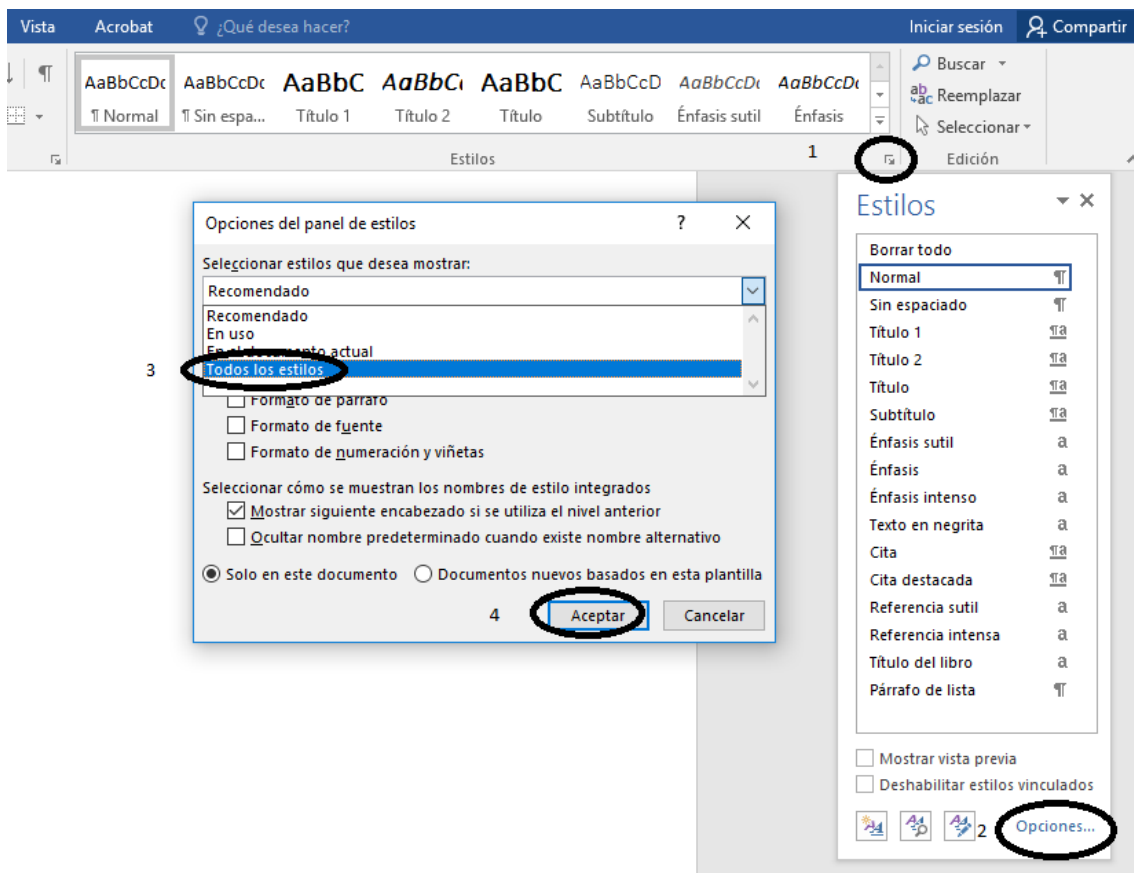 Vista Acrobat ¿Qué desea hacer? Iniciar sesión Compartir
AaBbCcDc AaBbCcDc AaBbC AaBbC AaBbC AaBbCcD AaBbCcDc AaBbCcDc
¶ Normal ¶ Sin espa... Título 1 Título 2 Título Subtítulo Énfasis sutil Énfasis
Buscar
Reemplazar
Seleccionar
Estilos 1 Edición
Opciones del panel de estilos ?
Seleccionar estilos que desea mostrar:
Recomendado
Recomendado
En uso
En el documento actual
3 Todos los estilos
Formato de párrafo
Formato de fuente
Formato de numeración y viñetas
Seleccionar cómo se muestran los nombres de estilo integrados
Mostrar siguiente encabezado si se utiliza el nivel anterior
Ocultar nombre predeterminado cuando existe nombre alternativo
Solo en este documento Documentos nuevos basados en esta plantilla
4 Aceptar Cancelar
Estilos
Borrar todo
Normal ¶
Sin espaciado ¶
Título 1 ¶a
Título 2 ¶a
Título ¶a
Subtítulo ¶a
Énfasis sutil a
Énfasis a
Énfasis intenso a
Texto en negrita a
Cita ¶a
Cita destacada ¶a
Referencia sutil a
Referencia intensa a
Título del libro a
Párrafo de lista ¶
Mostrar vista previa
Deshabilitar estilos vinculados
2 Opciones...